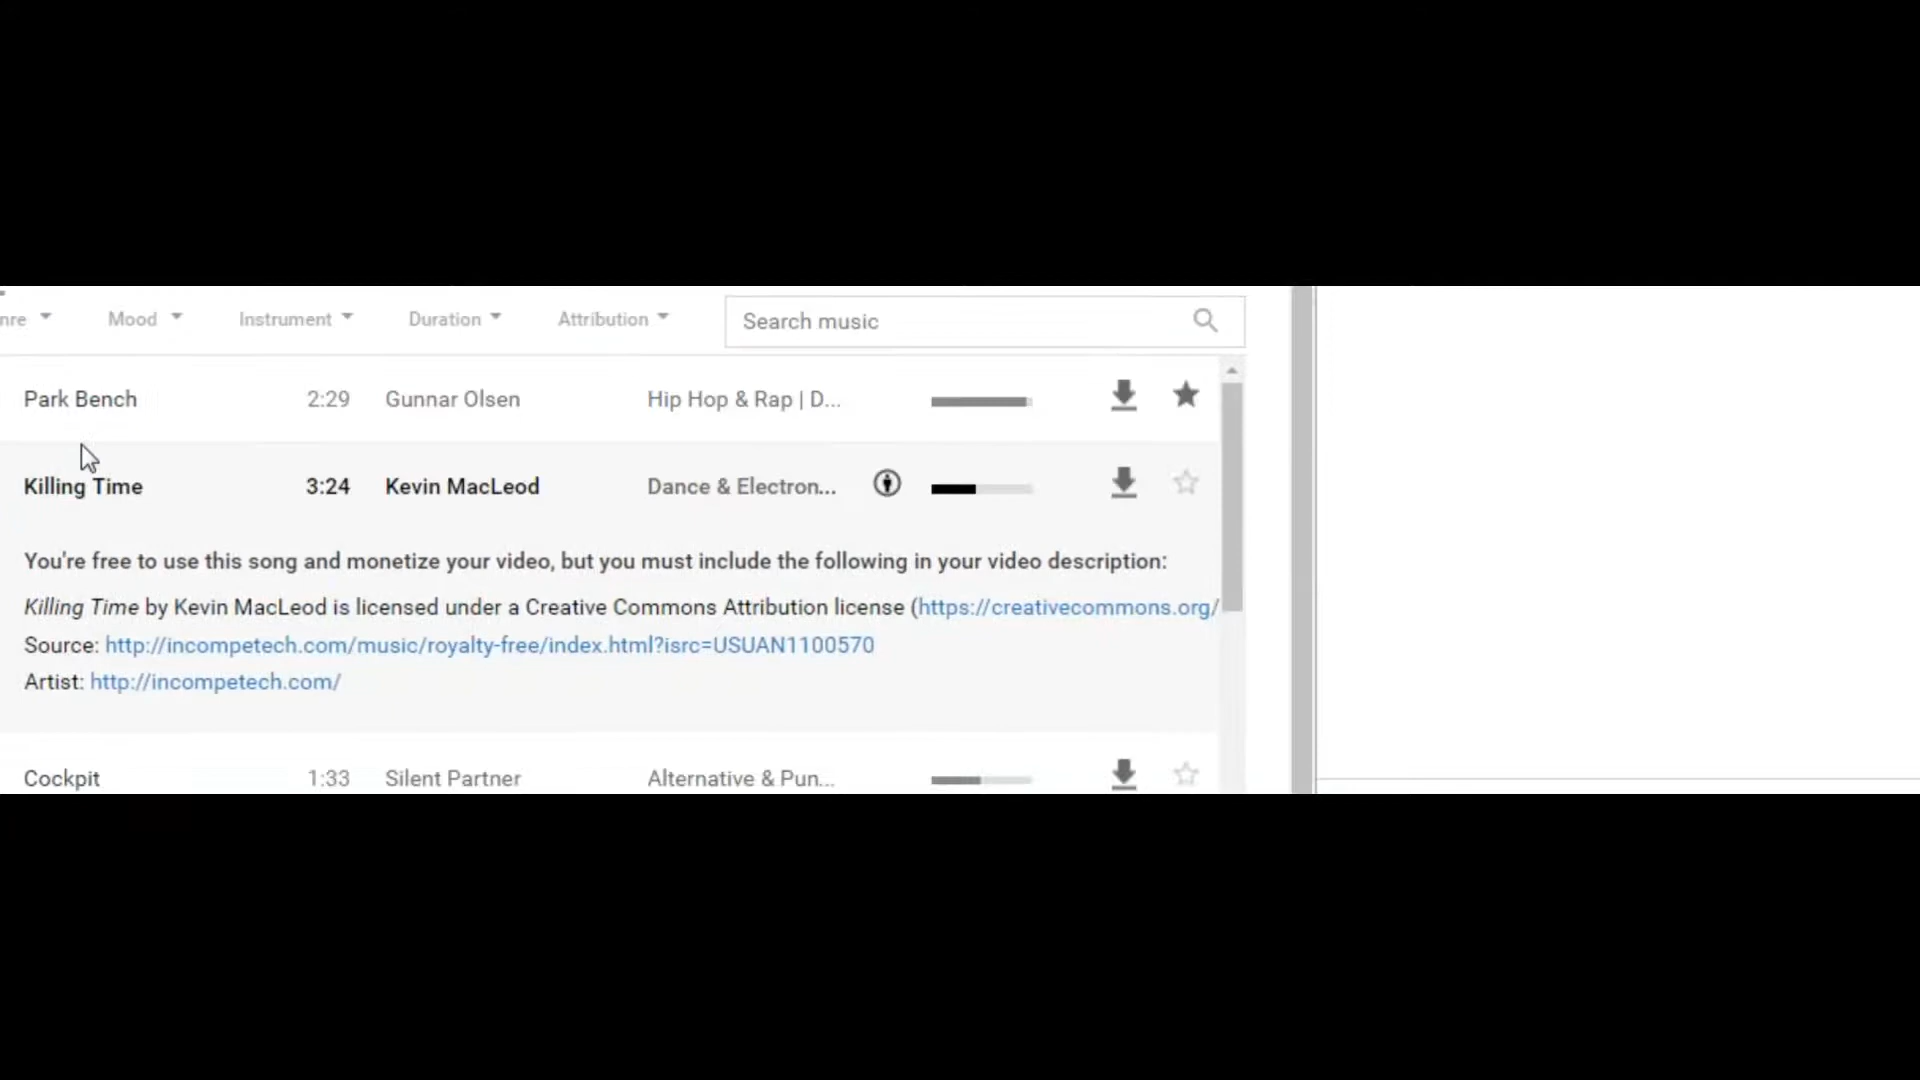 nre Mood Instrument Duration Attribution Search music
Park Bench 2:29 Gunnar Olsen Hip Hop & Rap | D...
Killing Time 3:24 Kevin MacLeod Dance & Electron...
You're free to use this song and monetize your video, but you must include the following in your video description:
Killing Time by Kevin MacLeod is licensed under a Creative Commons Attribution license (https://creativecommons.org/
Source: http://incompetech.com/music/royalty-free/index.html?isrc=USUAN1100570
Artist: http://incompetech.com/
Cockpit 1:33 Silent Partner Alternative & Pun...